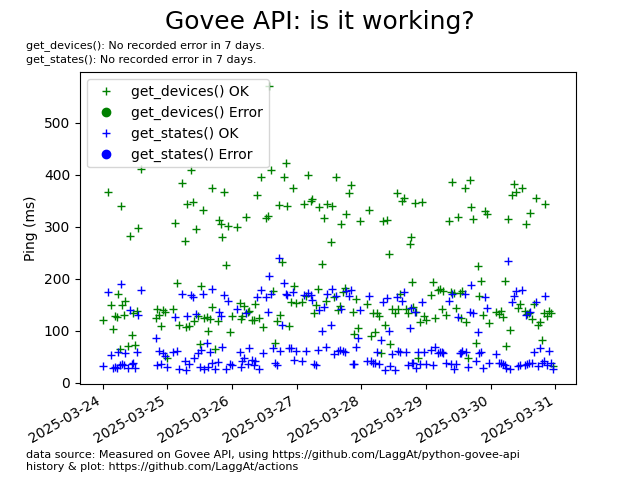 Govee API: is it working?
get_devices(): No recorded error in 7 days.
get_states(): No recorded error in 7 days.
get_devices() OK
get_devices() Error
get_states() OK
get_states() Error
Ping (ms)
500
400
300
200
100
0
2025-03-24
2025-03-25
2025-03-26
2025-03-27
2025-03-28
2025-03-29
2025-03-30
2025-03-31
data source: Measured on Govee API, using https://github.com/LaggAt/python-govee-api
history & plot: https://github.com/LaggAt/actions